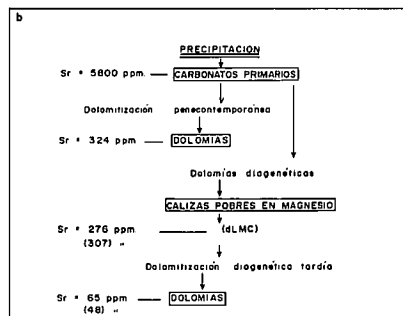 b
PRECIPITACION
Sr = 5800 ppm. CARBONATOS PRIMARIOS
Dolomitización penecontemporánea
Sr = 324 ppm DOLOMIAS
Dolomías diagenéticas
CALIZAS POBRES EN MAGNESIO
Sr = 276 ppm (dLMC)
(307) "
Dolomitización diagenética tardía
Sr = 65 ppm DOLOMIAS
(48) "